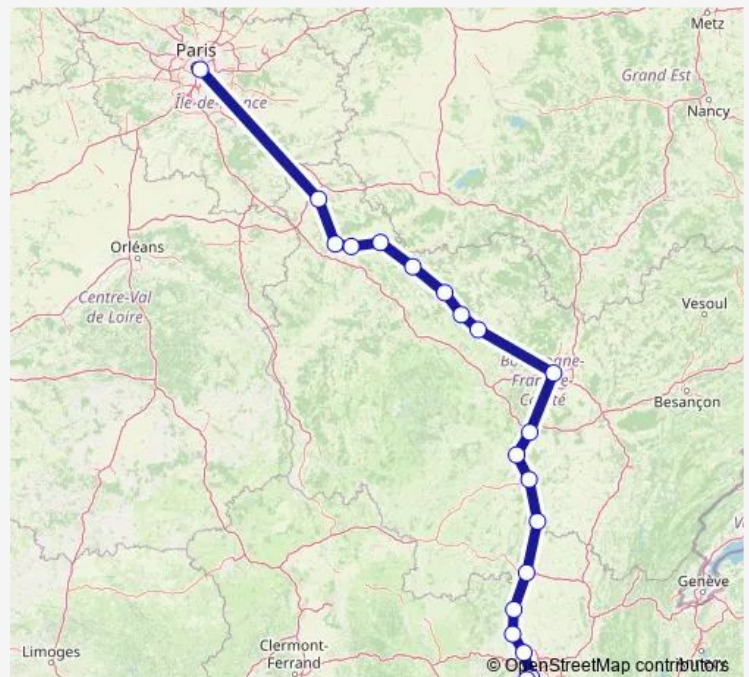 Metz
Paris
Grand Est
Île-de-France
Nancy
Orléans
Centre-Val
de Loire
Vesoul
Bourgogne-
Franche-
Comté
Besançon
Genève
Clermont-
Ferrand
Limoges
© OpenStreetMap contributors